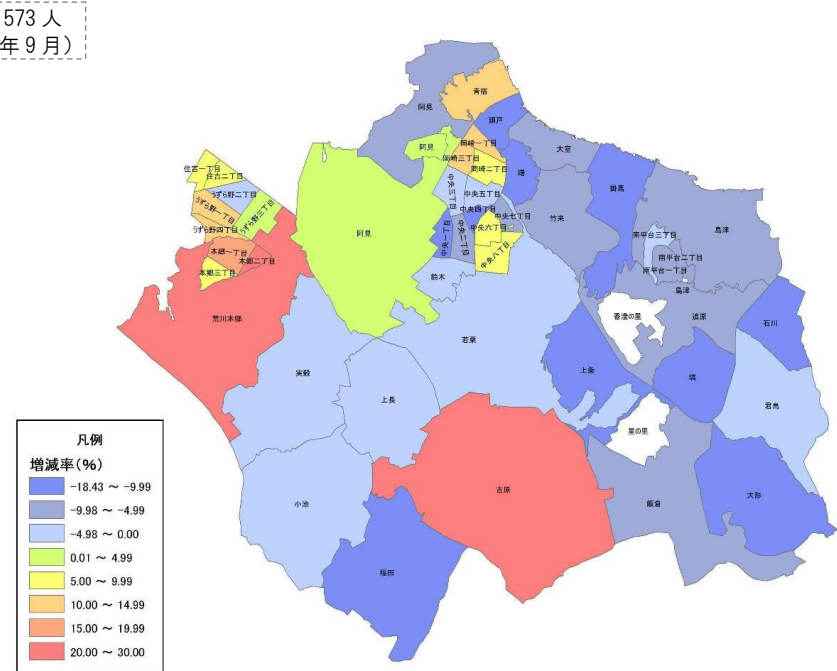 573 人
年 9 月）
青宿
阿見
廻戸
岡崎一丁目
阿見
大室
岡崎三丁目
岡崎二丁目
曙
住吉一丁目
住吉二丁目
掛馬
うずら野二丁目
中央三丁目
中央五丁目
うずら野一丁目
うずら野三丁目
中央四丁目
中央七丁目
竹来
島津
うずら野四丁目
阿見
中央一丁目
中央二丁目
中央六丁目
南平台三丁目
本郷一丁目
本郷二丁目
中央八丁目
南平台二丁目
本郷三丁目
鈴木
南平台一丁目
島津
荒川本郷
香澄の里
追原
石川
若栗
実穀
上条
塙
上長
君島
里の里
吉原
小池
飯倉
大形
福田
凡例
増減率(%)
-18.43 ～ -9.99
-9.98 ～ -4.99
-4.98 ～ 0.00
0.01 ～ 4.99
5.00 ～ 9.99
10.00 ～ 14.99
15.00 ～ 19.99
20.00 ～ 30.00